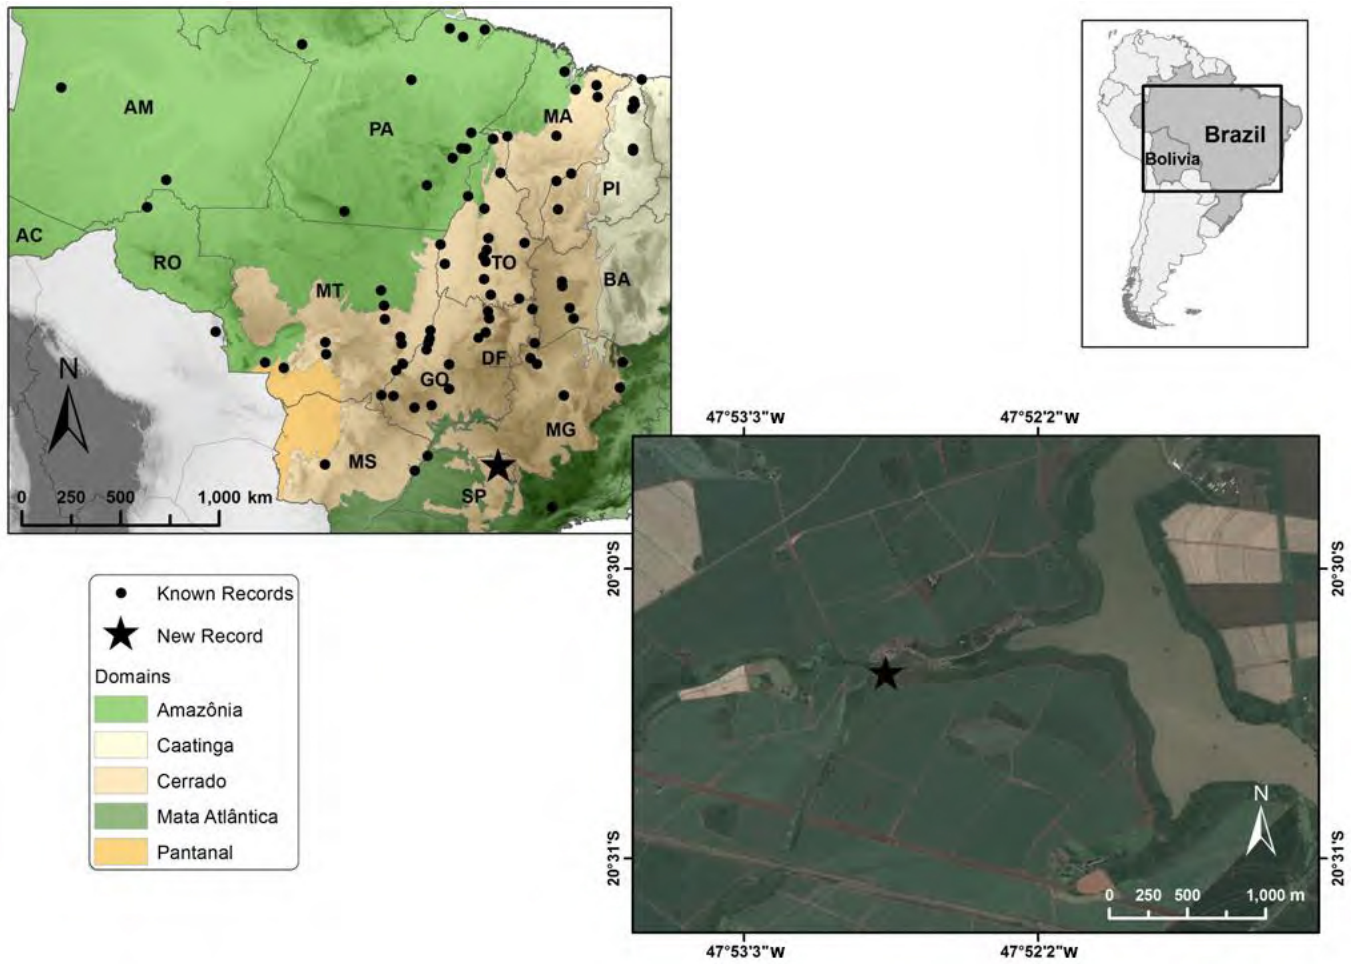 AM
PA
MA
PI
AC
RO
TO
BA
MT
DF
GO
MG
MS
SP
N
0 250 500 1,000 km
Brazil
Bolivia
Known Records
New Record
Domains
Amazônia
Caatinga
Cerrado
Mata Atlântica
Pantanal
47°53'3"W 47°52'2"W
20°30'S 20°30'S
20°31'S 20°31'S
N
0 250 500 1,000 m
47°53'3"W 47°52'2"W